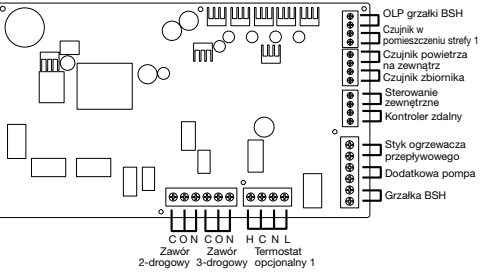 OLP grzałki BSH
Czujnik w
pomieszczeniu strefy 1
Czujnik powietrza
na zewnątrz
Czujnik zbiornika
Sterowanie
zewnętrzne
Kontroler zdalny
Styk ogrzewacza
przepływowego
Dodatkowa pompa
Grzałka BSH
C O N C O N H C N L
Zawór Zawór Termostat
2-drogowy 3-drogowy opcjonalny 1